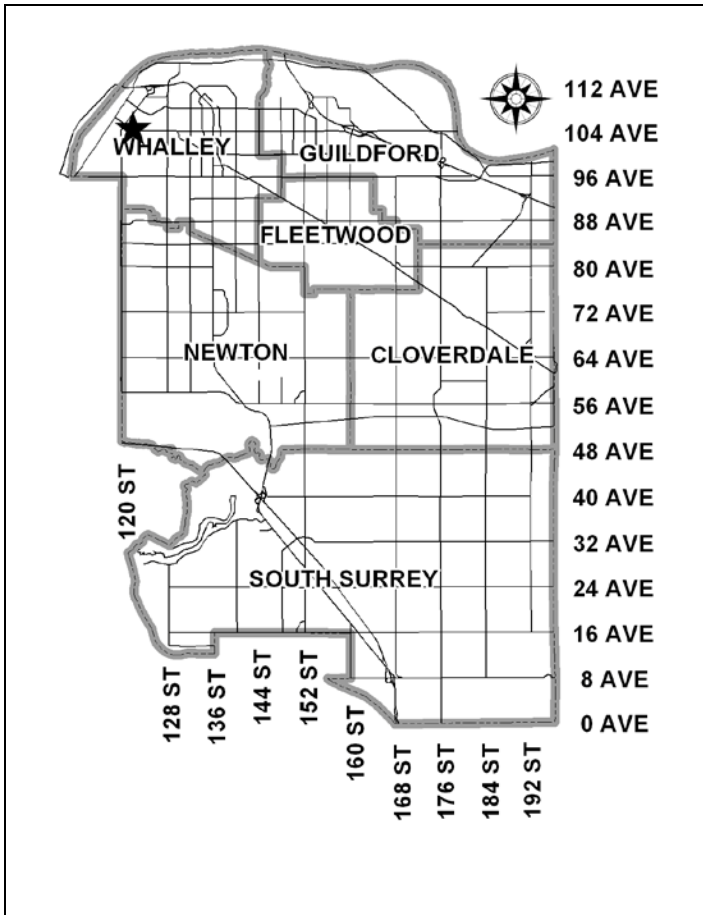 112 AVE
104 AVE
WHALLEY
GUILDFORD
96 AVE
88 AVE
FLEETWOOD
80 AVE
72 AVE
NEWTON
CLOVERDALE
64 AVE
56 AVE
48 AVE
120 ST
40 AVE
32 AVE
SOUTH SURREY
24 AVE
16 AVE
8 AVE
0 AVE
128 ST
136 ST
144 ST
152 ST
160 ST
168 ST
176 ST
184 ST
192 ST